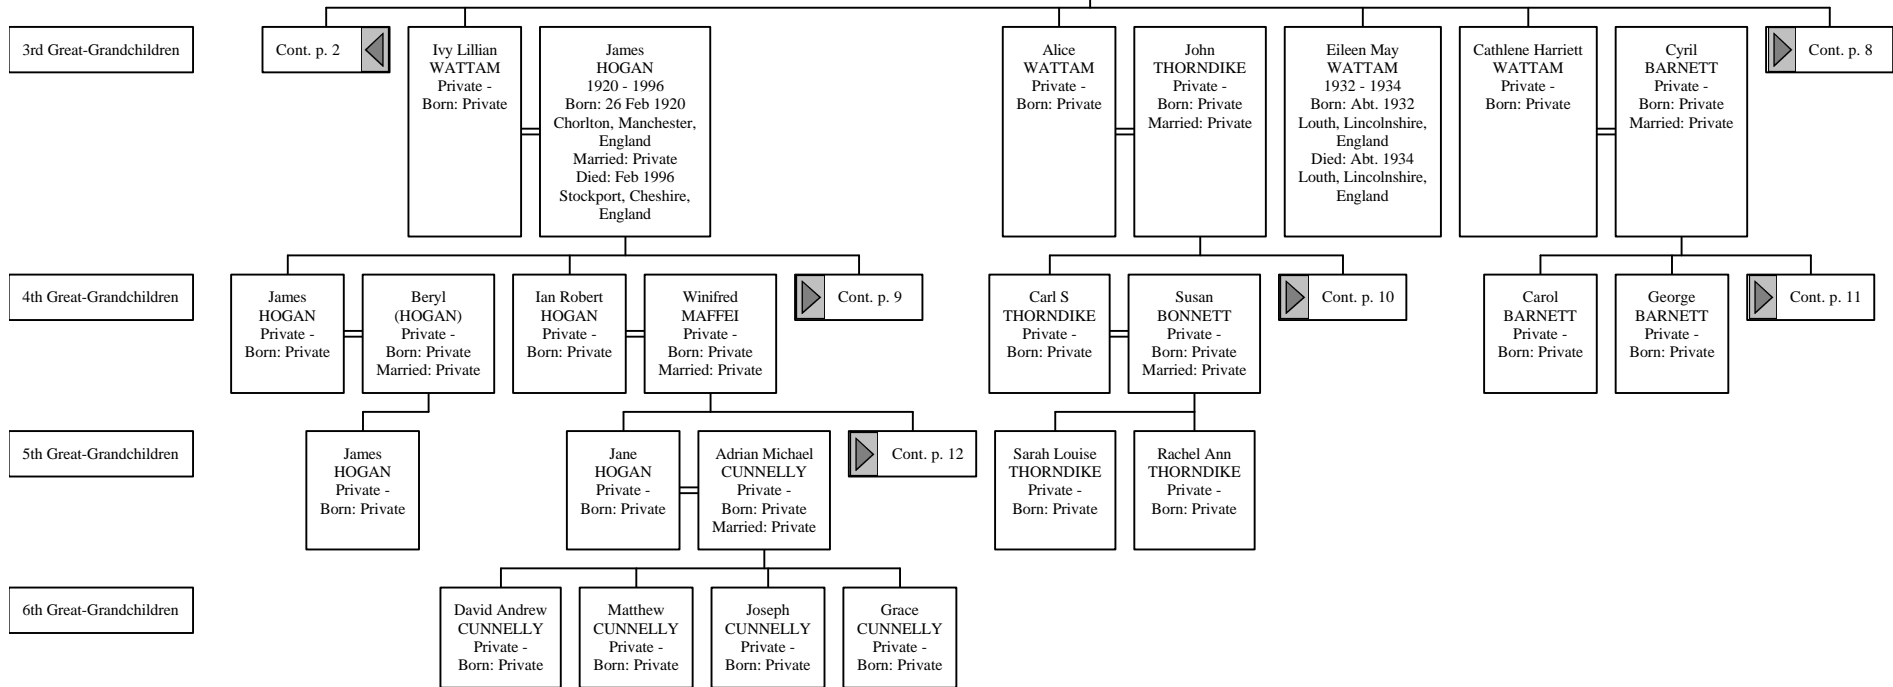 3rd Great-Grandchildren
Cont. p. 2
Ivy Lillian
WATTAM
Private -
Born: Private
James
HOGAN
1920 - 1996
Born: 26 Feb 1920
Chorlton, Manchester,
England
Married: Private
Died: Feb 1996
Stockport, Cheshire,
England
Alice
WATTAM
Private -
Born: Private
John
THORNDIKE
Private -
Born: Private
Married: Private
Eileen May
WATTAM
1932 - 1934
Born: Abt. 1932
Louth, Lincolnshire,
England
Died: Abt. 1934
Louth, Lincolnshire,
England
Cathlene Harriett
WATTAM
Private -
Born: Private
Cyril
BARNETT
Private -
Born: Private
Married: Private
Cont. p. 8
4th Great-Grandchildren
James
HOGAN
Private -
Born: Private
Beryl
(HOGAN)
Private -
Born: Private
Married: Private
Ian Robert
HOGAN
Private -
Born: Private
Winifred
MAFFEI
Private -
Born: Private
Married: Private
Cont. p. 9
Carl S
THORNDIKE
Private -
Born: Private
Susan
BONNETT
Private -
Born: Private
Married: Private
Cont. p. 10
Carol
BARNETT
Private -
Born: Private
George
BARNETT
Private -
Born: Private
Cont. p. 11
5th Great-Grandchildren
James
HOGAN
Private -
Born: Private
Jane
HOGAN
Private -
Born: Private
Adrian Michael
CUNNELLY
Private -
Born: Private
Married: Private
Cont. p. 12
Sarah Louise
THORNDIKE
Private -
Born: Private
Rachel Ann
THORNDIKE
Private -
Born: Private
6th Great-Grandchildren
David Andrew
CUNNELLY
Private -
Born: Private
Matthew
CUNNELLY
Private -
Born: Private
Joseph
CUNNELLY
Private -
Born: Private
Grace
CUNNELLY
Private -
Born: Private